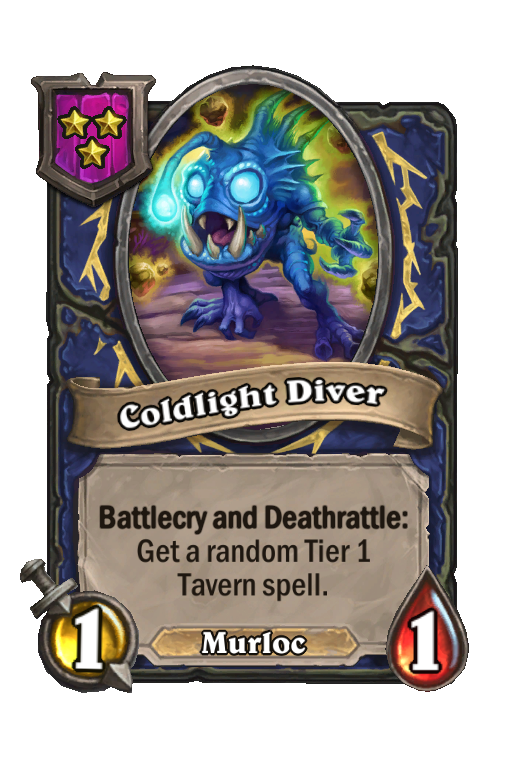 Coldlight Diver
Battlecry and Deathrattle:
Get a random Tier 1
Tavern spell.
1
Murloc
1